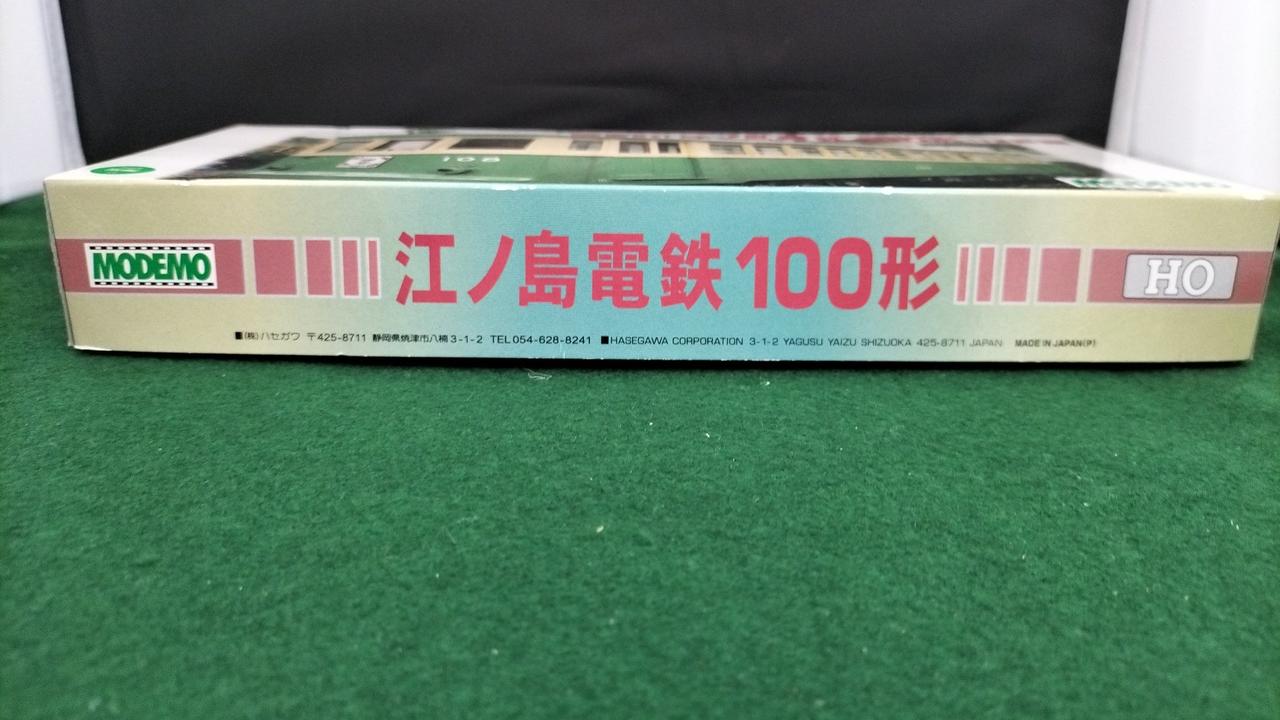 108
MODEMO
江ノ島電鉄100形
HO
■(株)ハセガワ 〒425-8711 静岡県焼津市八楠3-1-2 TEL 054-628-8241 ■HASEGAWA CORPORATION 3-1-2 YAGUSU YAIZU SHIZUOKA 425-8711 JAPAN MADE IN JAPAN(P)